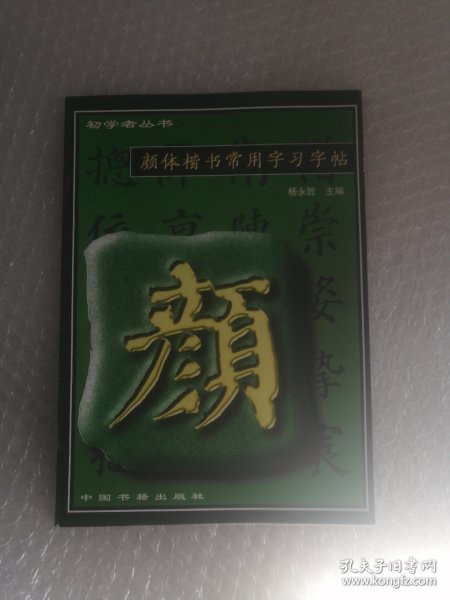 初学者丛书
颜体楷书常用字习字帖
杨永胜 主编
顔
中国书籍出版社
孔夫子旧书网
www.kongfz.com